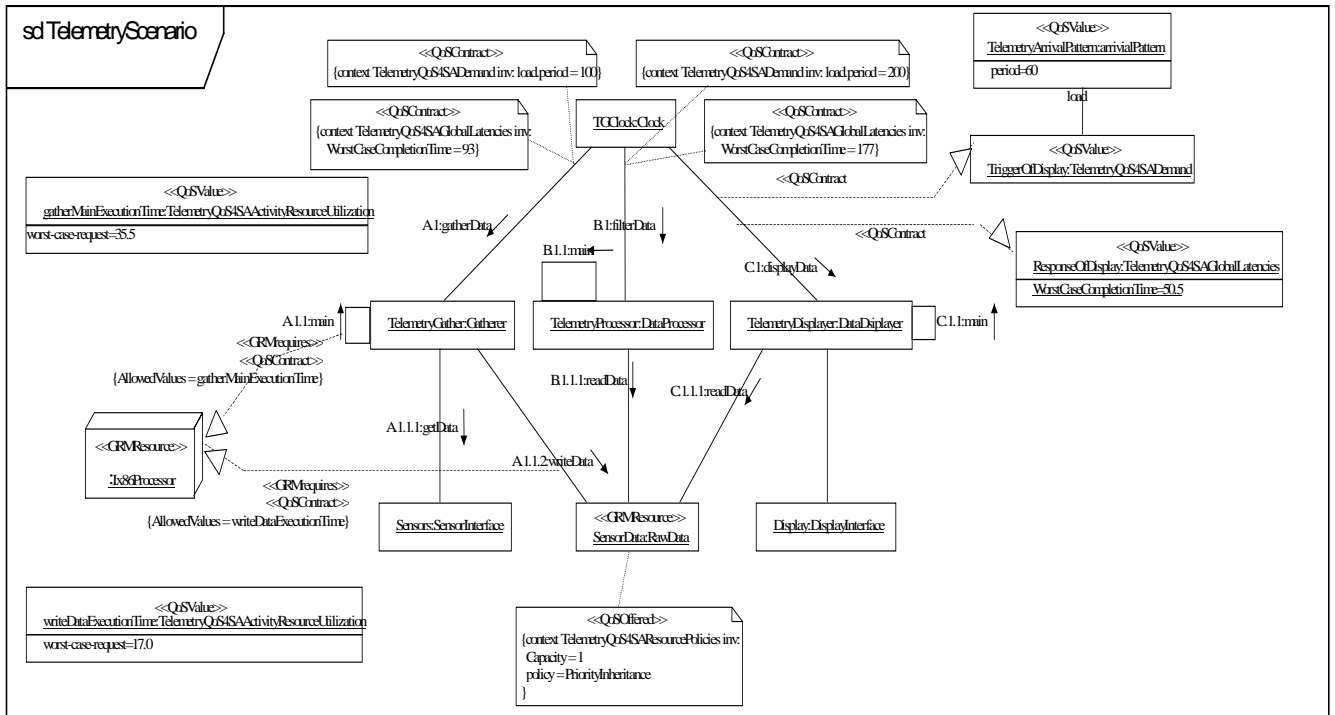 sd TelemetryScenario
<<QoSContract>>
{context TelemetryQoS4SADemand inv: load.period = 100}
<<QoSContract>>
{context TelemetryQoS4SADemand inv: load.period = 200}
<<QoSValue>>
TelemetryArrivalPattern:arrivialPattern
period=60
load
<<QoSContract>>
{context TelemetryQoS4SAGlobalLatencies inv:
WorstCaseCompletionTime = 93}
TGClock:Clock
<<QoSContract>>
{context TelemetryQoS4SAGlobalLatencies inv:
WorstCaseCompletionTime = 177}
<<QoSContract
<<QoSValue>>
TriggerOfDisplay:TelemetryQoS4SADemand
<<QoSValue>>
gatherMainExecutionTime:TelemetryQoS4SAActivityResourceUtilization
worst-case-request=35.5
A.1:gatherData
B.1:filterData
<<QoSContract
B.1.1:main
C.1:displayData
<<QoSValue>>
ResponseOfDisplay:TelemetryQoS4SAGlobalLatencies
WorstCaseCompletionTime=50.5
A.1.1:main
TelemetryGather:Gatherer
TelemetryProcessor:DataProcessor
TelemetryDisplayer:DataDsiplayer
C.1.1:main
<<GRMrequires>>
<<QoSContract>>
{AllowedValues = gatherMainExecutionTime}
B.1.1.1:readData
C.1.1.1:readData
A.1.1.1:getData
<<GRMResource>>
:Ix86Processor
A.1.1.2:writeData
<<GRMrequires>>
<<QoSContract>>
{AllowedValues = writeDataExecutionTime}
Sensors:SensorInterface
<<GRMResource>>
SensorData:RawData
Display:DisplayInterface
<<QoSValue>>
writeDataExecutionTime:TelemetryQoS4SAActivityResourceUtilization
worst-case-request=17.0
<<QoSOffered>>
{context TelemetryQoS4SAResourcePolicies inv:
Capacity = 1
policy = PriorityInheritance
}